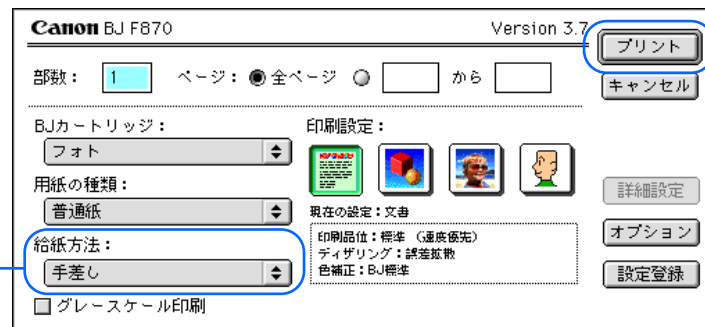 Canon BJ F870
Version 3.7
プリント
部数： 1 ページ： 全ページ から
キャンセル
BJカートリッジ：
フォト
用紙の種類：
普通紙
給紙方法：
手差し
グレースケール印刷
印刷設定：
現在の設定：文書
印刷品位：標準 （速度優先）
ディザリング：誤差拡散
色補正：BJ標準
詳細設定
オプション
設定登録